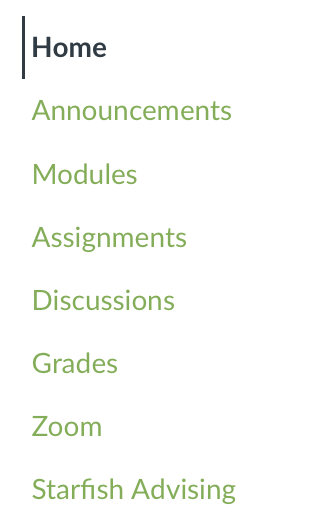 Home
Announcements
Modules
Assignments
Discussions
Grades
Zoom
Starfish Advising